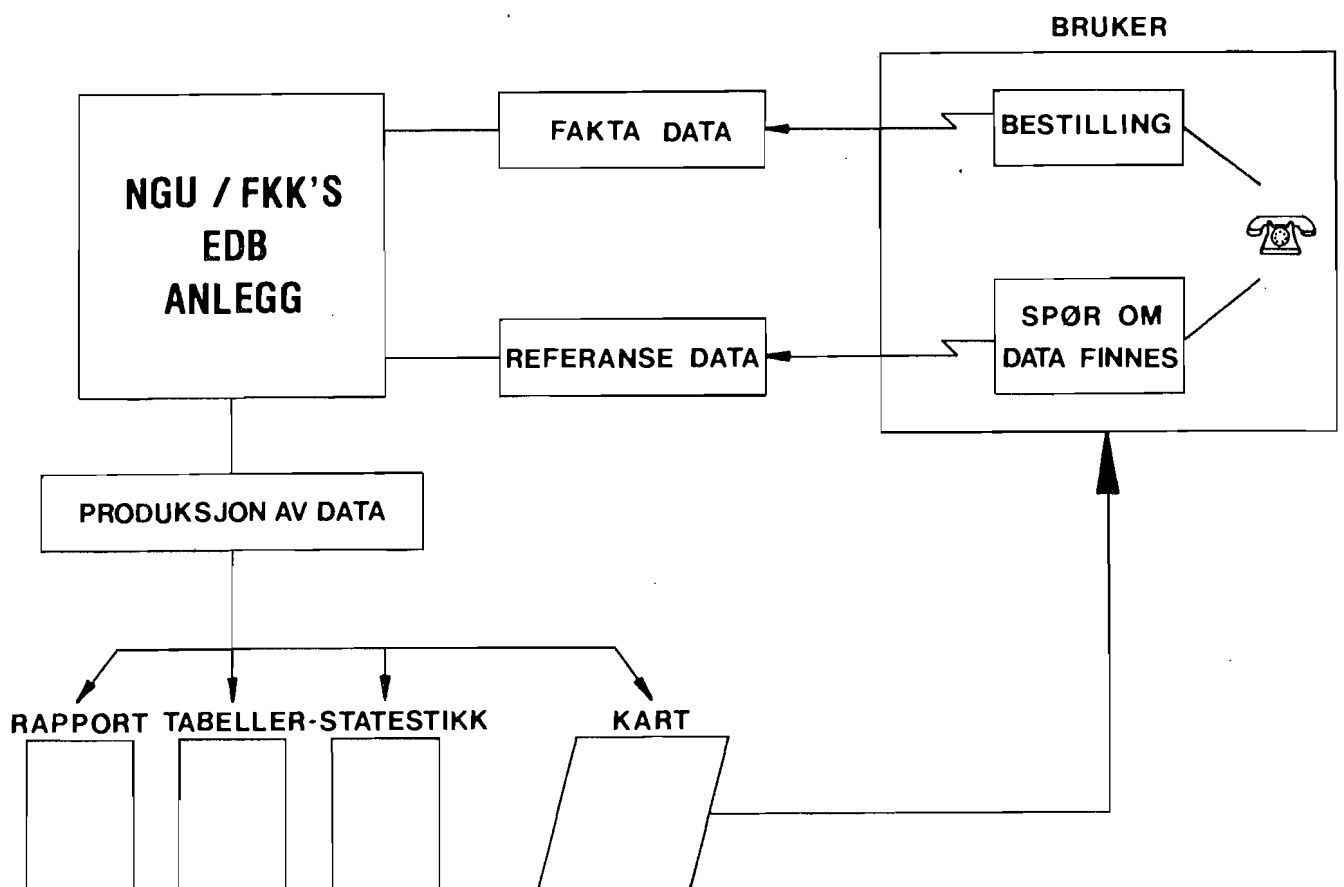 BRUKER
NGU / FKK'S
EDB
ANLEGG
FAKTA DATA
BESTILLING
REFERANSE DATA
SPØR OM
DATA FINNES
PRODUKSJON AV DATA
RAPPORT TABELLER-STATESTIKK KART